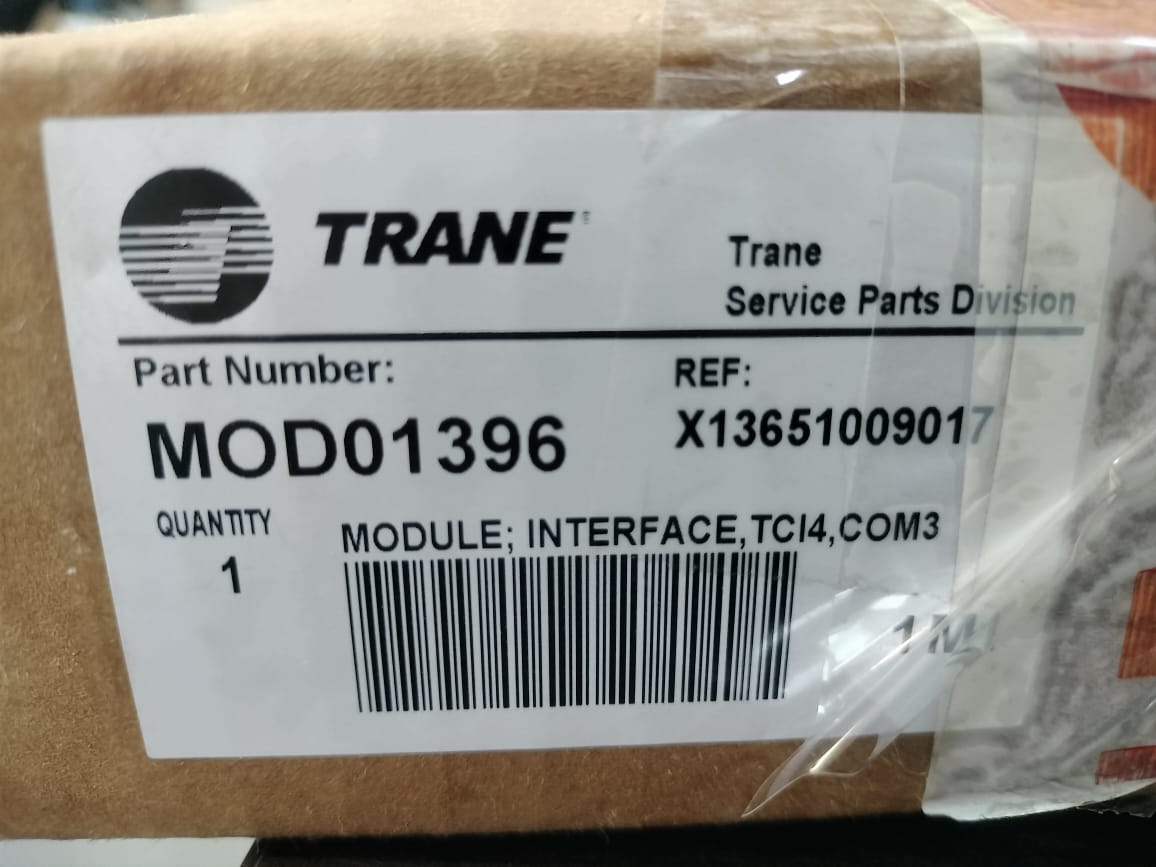 TRANE
Trane
Service Parts Division
Part Number:
REF:
MOD01396
X13651009017
QUANTITY
1
MODULE; INTERFACE,TCI4,COM3